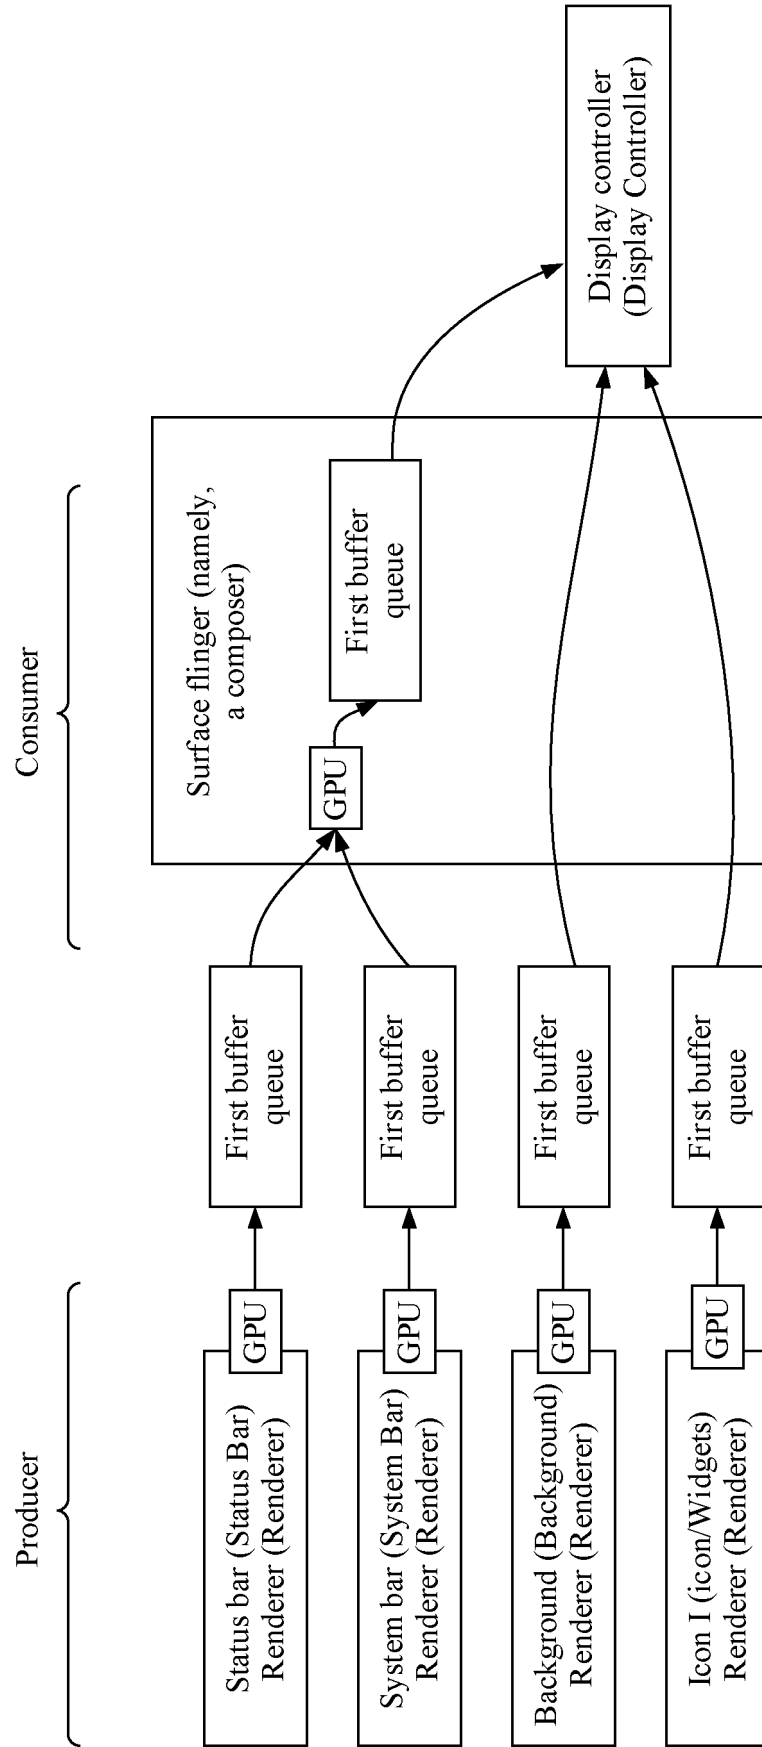 Producer
Consumer
Status bar (Status Bar)
Renderer (Renderer)
GPU
First buffer
queue
System bar (System Bar)
Renderer (Renderer)
GPU
First buffer
queue
Background (Background)
Renderer (Renderer)
GPU
First buffer
queue
Icon I (icon/Widgets)
Renderer (Renderer)
GPU
First buffer
queue
Surface flinger (namely,
a composer)
GPU
First buffer
queue
Display controller
(Display Controller)